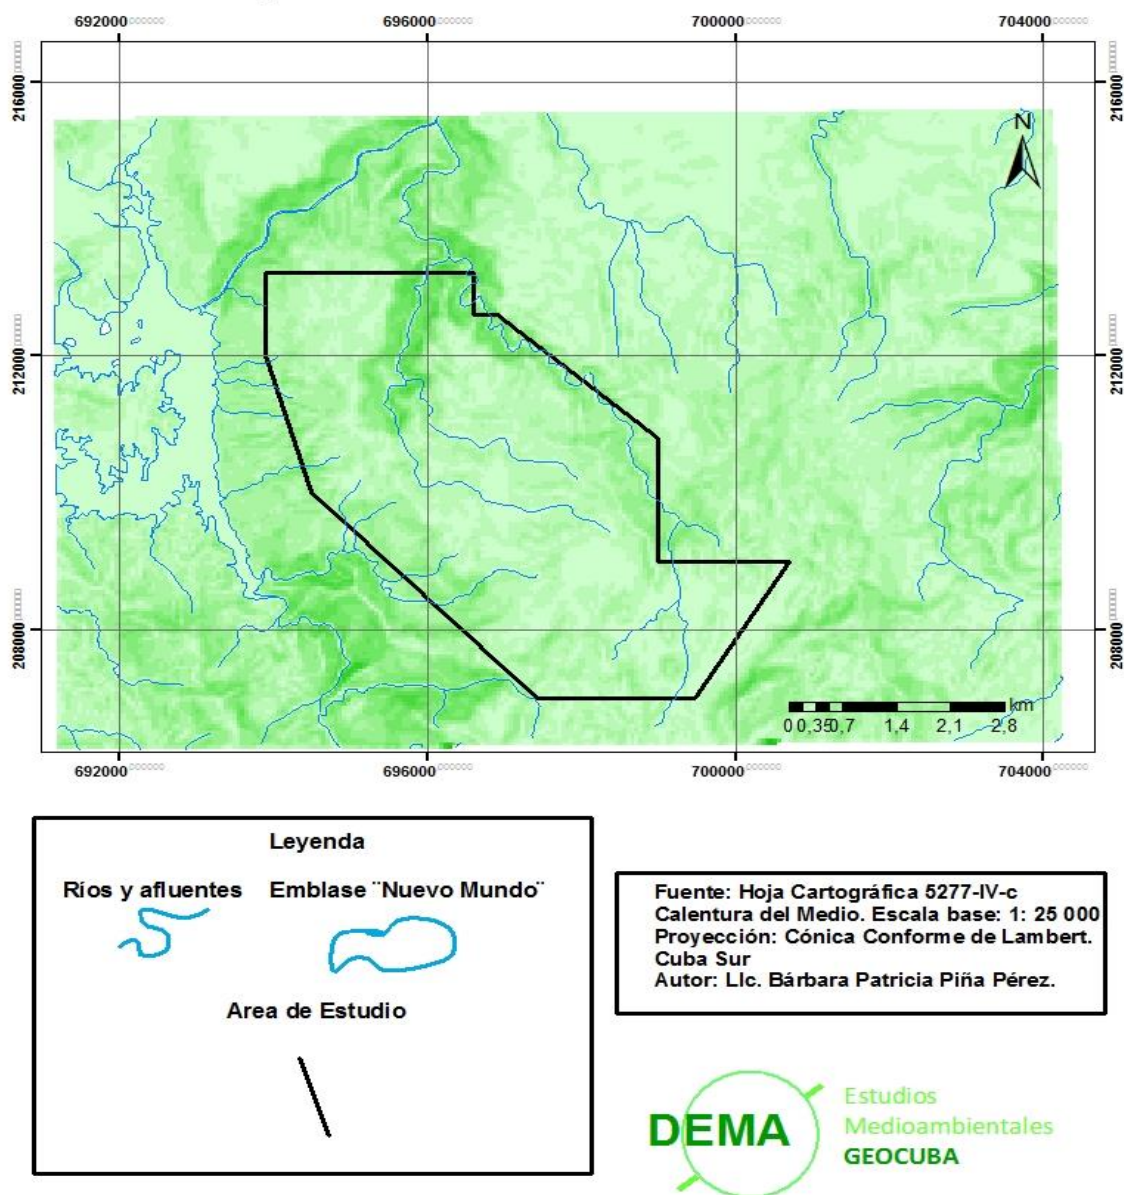 692000 696000 700000 704000
216000 216000
N
212000 212000
208000 208000
km
0 0,35 0,7 1,4 2,1 2,8
692000 696000 700000 704000
Leyenda
Ríos y afluentes Emblase ¨Nuevo Mundo¨
Area de Estudio
Fuente: Hoja Cartográfica 5277-IV-c
Calentura del Medio. Escala base: 1: 25 000
Proyección: Cónica Conforme de Lambert.
Cuba Sur
Autor: LIc. Bárbara Patricia Piña Pérez.
DEMA
Estudios
Medioambientales
GEOCUBA